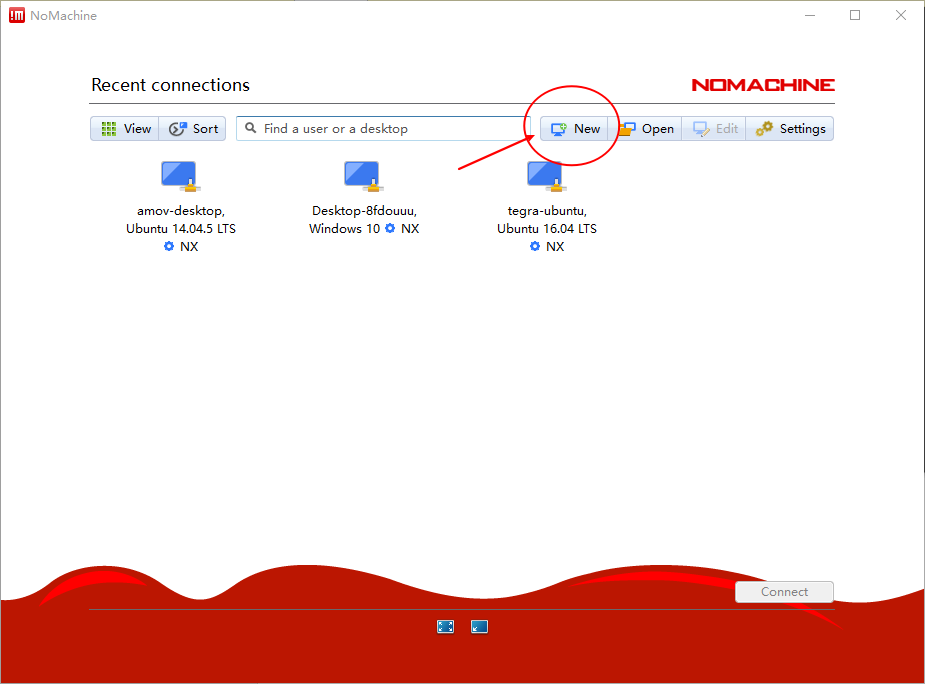 NoMachine
Recent connections
NOMACHINE
View Sort Find a user or a desktop New Open Edit Settings
amov-desktop,
Ubuntu 14.04.5 LTS
NX
Desktop-8fdouuu,
Windows 10 NX
tegra-ubuntu,
Ubuntu 16.04 LTS
NX
Connect